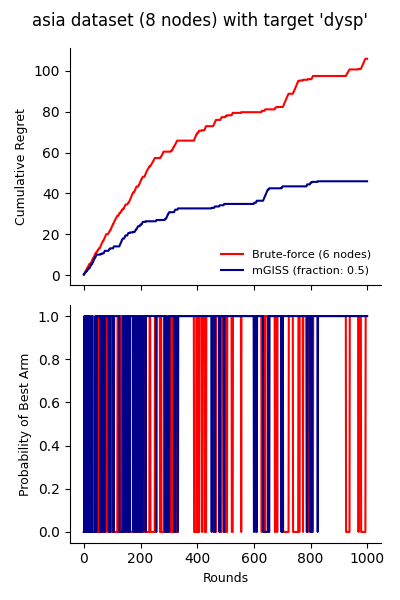 asia dataset (8 nodes) with target 'dysp'
100
80
60
40
20
0
Cumulative Regret
Brute-force (6 nodes)
mGISS (fraction: 0.5)
1.0
0.8
0.6
0.4
0.2
0.0
Probability of Best Arm
0 200 400 600 800 1000
Rounds